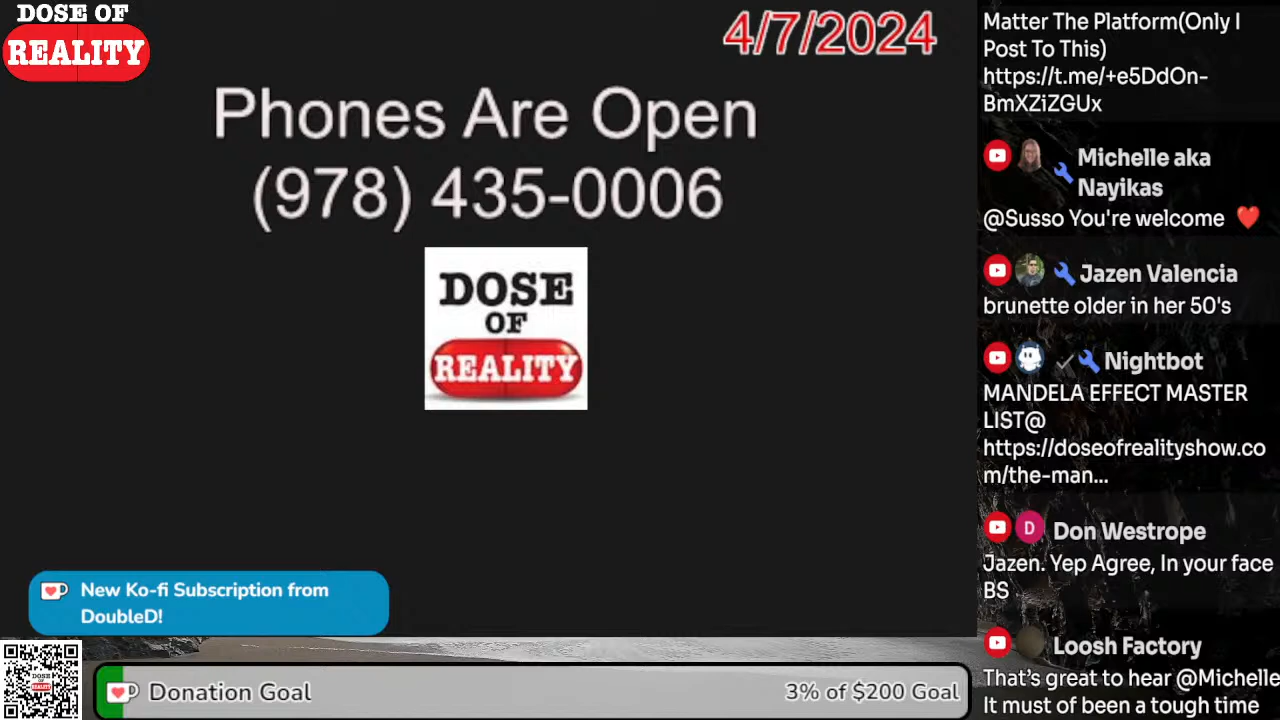 DOSE OF
REALITY
4/7/2024
Phones Are Open
(978) 435-0006
DOSE
OF
REALITY
New Ko-fi Subscription from
DoubleD!
DOSE
OF
REALITY
Donation Goal
3% of $200 Goal
Matter The Platform(Only I
Post To This)
https://t.me/+e5DdOn-
BmXZiZGUx
Michelle aka
Nayikas
@Susso You're welcome ❤️
Jazen Valencia
brunette older in her 50's
Nightbot
MANDELA EFFECT MASTER
LIST@
https://doseofrealityshow.co
m/the-man...
D
Don Westrope
Jazen. Yep Agree, In your face
BS
Loosh Factory
That's great to hear @Michelle
It must of been a tough time